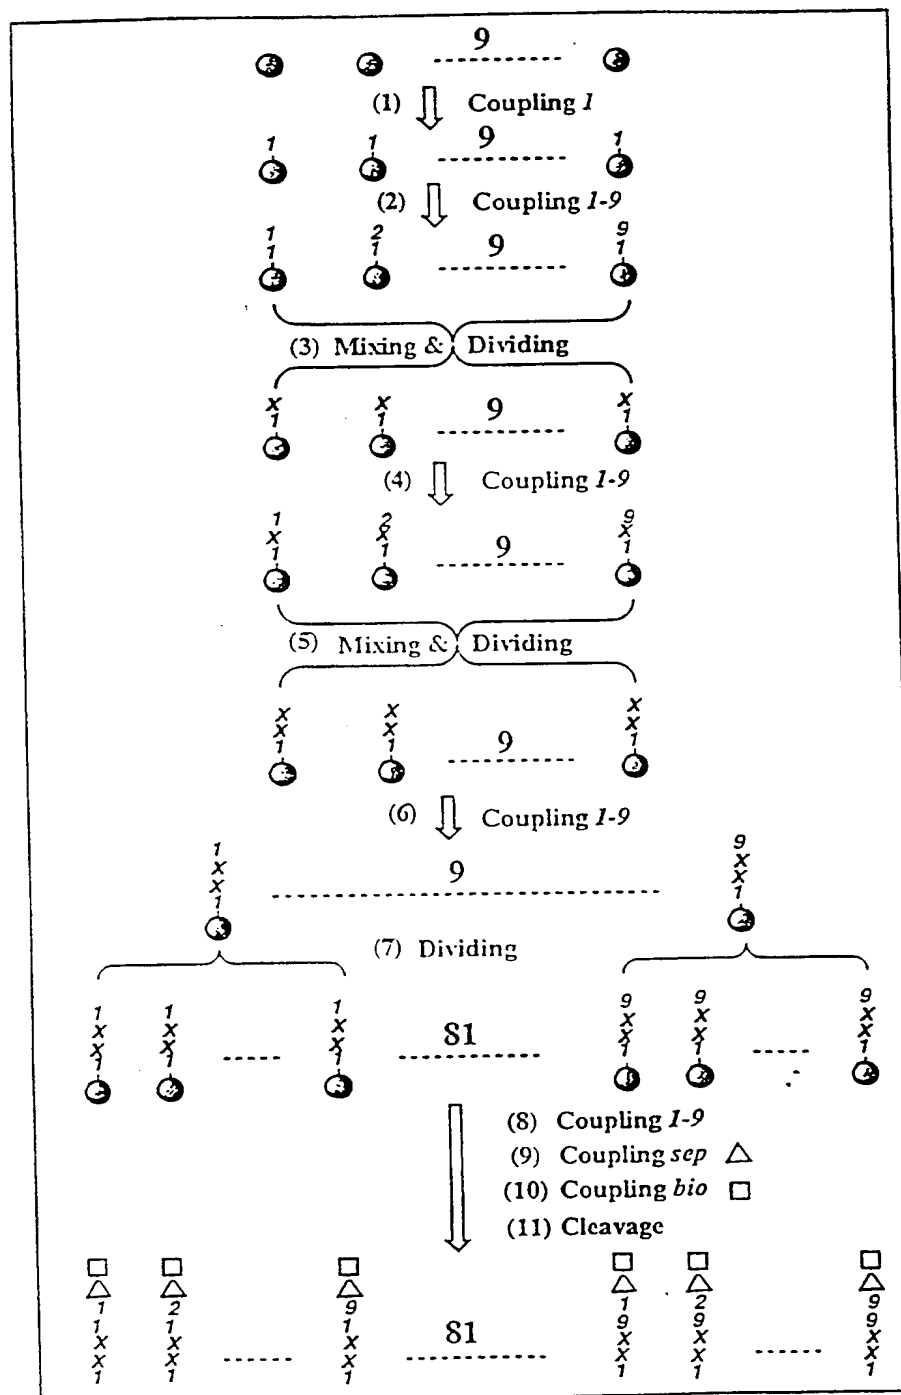 9
(1) Coupling 1
1 1 9 1
(2) Coupling 1-9
1 2 9
1 1 9 1
(3) Mixing & Dividing
X X X
1 1 9 1
(4) Coupling 1-9
1 2 9
X X X
1 1 9 1
(5) Mixing & Dividing
X X X
X X X
1 1 9 1
(6) Coupling 1-9
1 9
X X
X 9 X
1 1
(7) Dividing
1 1 1 9 9 9
X X X X X X
X X X 81 X X X
1 1 1 1 1 1
(8) Coupling 1-9
(9) Coupling sep
(10) Coupling bio
(11) Cleavage
1 2 9 1 2 9
1 1 1 9 9 9
X X X 81 X X X
X X X X X X
1 1 1 1 1 1